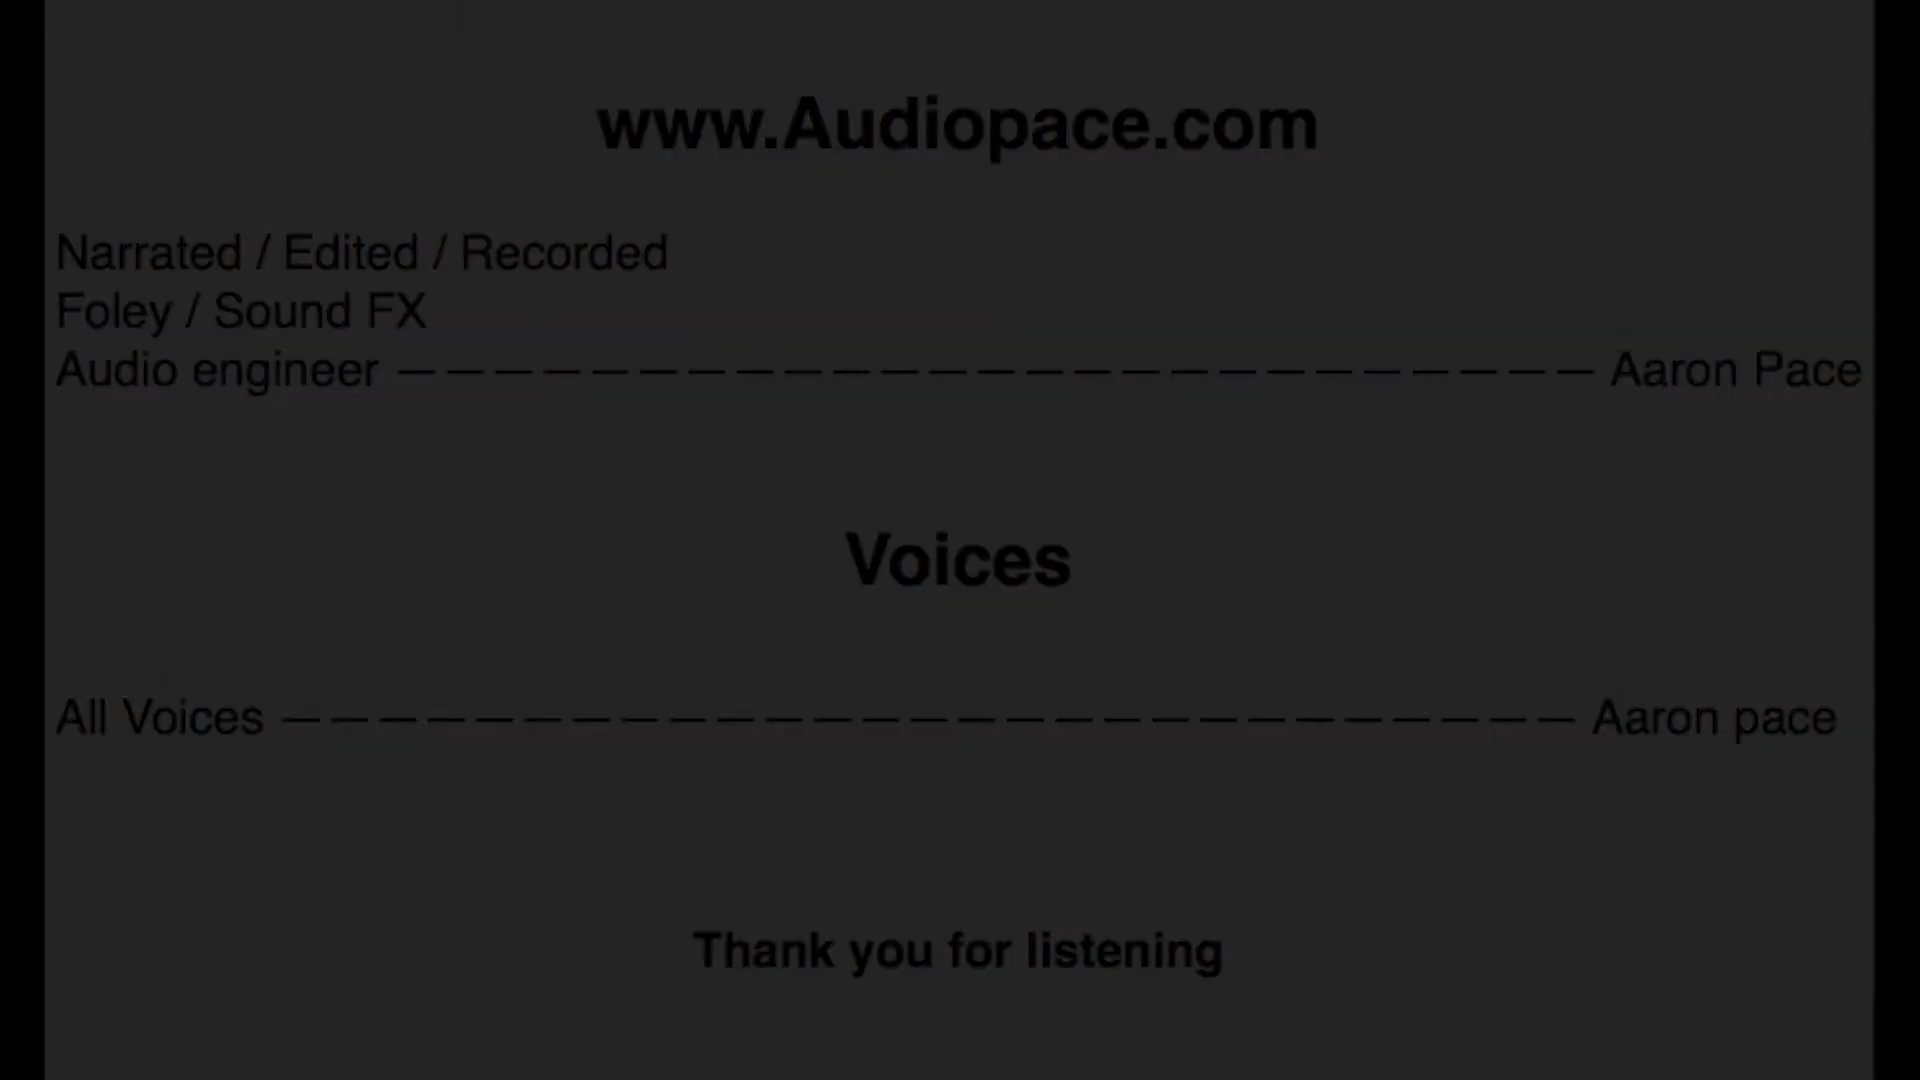 www.Audiopace.com
Narrated / Edited / Recorded
Foley / Sound FX
Audio engineer — — — — — — — — — — — — — — — — — — — — — — — — — Aaron Pace
Voices
All Voices — — — — — — — — — — — — — — — — — — — — — — — — — — — Aaron pace
Thank you for listening